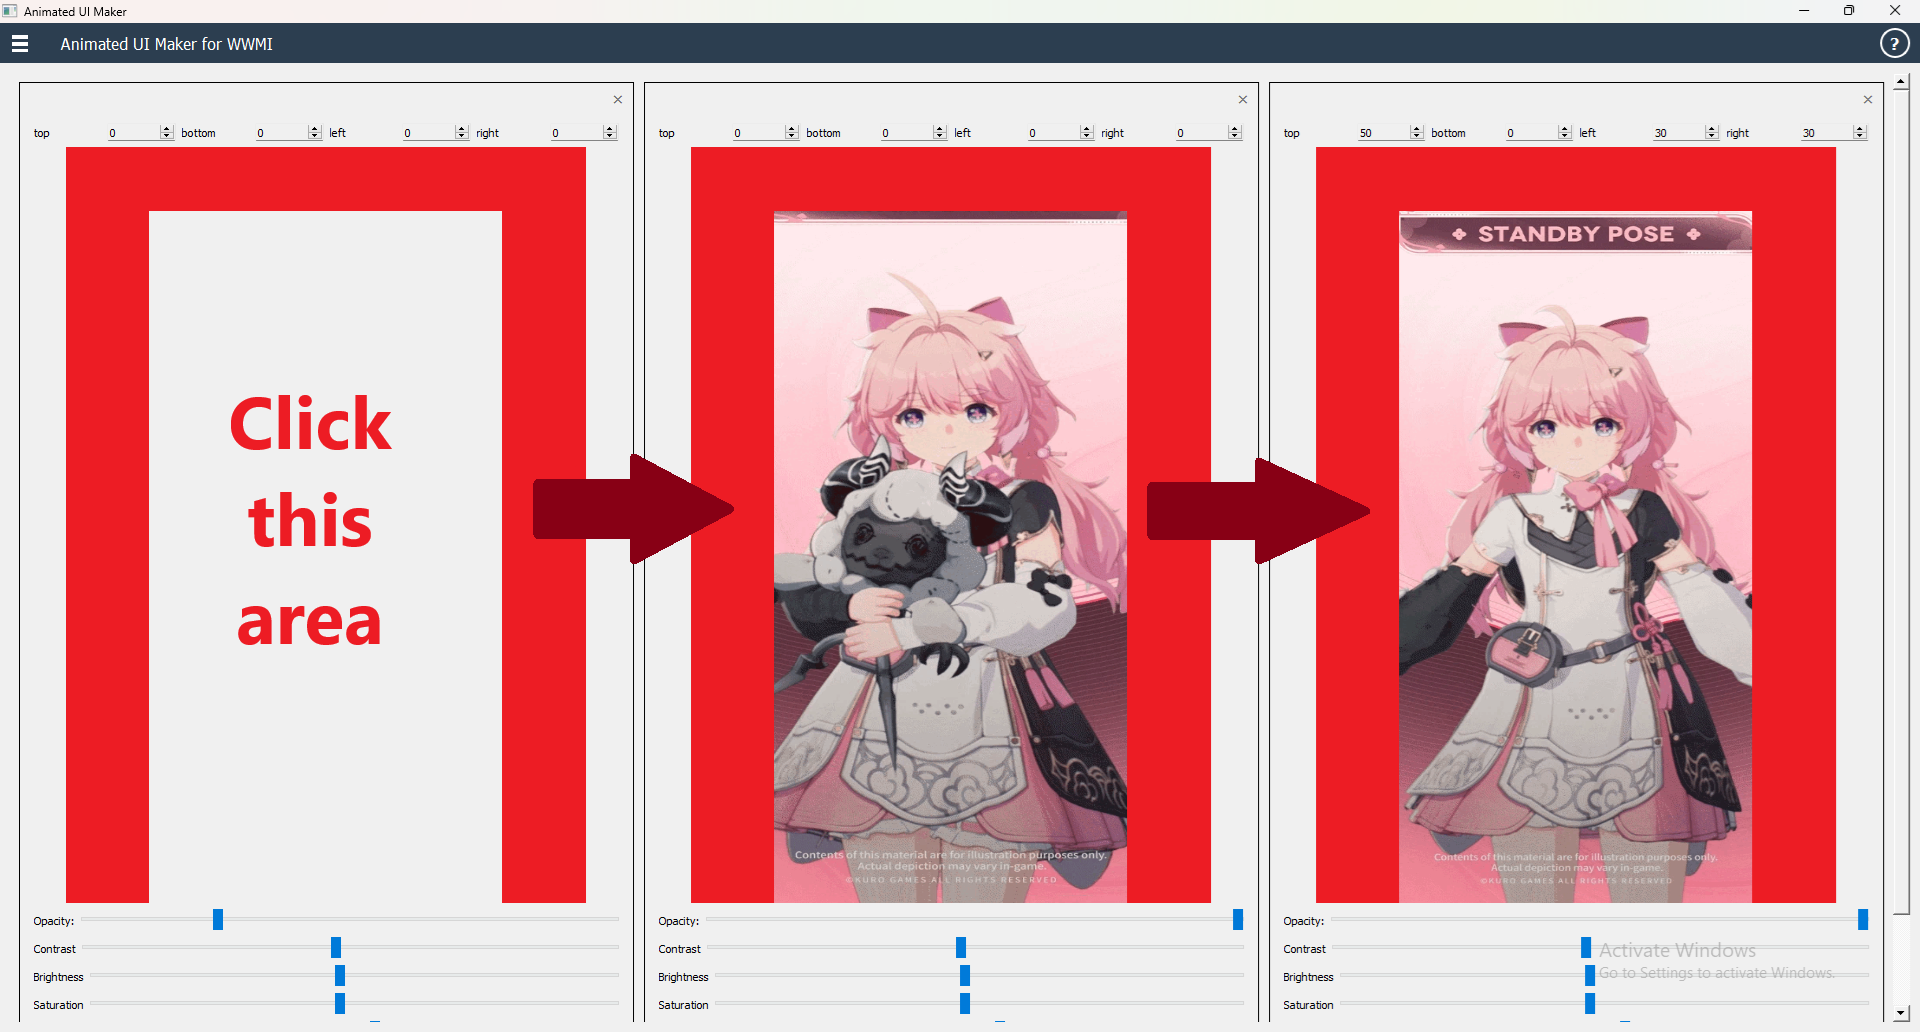 Animated UI Maker
Animated UI Maker for WWMI
?
top 0 bottom 0 left 0 right 0
Click
this
area
Opacity:
Contrast
Brightness
Saturation
top 0 bottom 0 left 0 right 0
Contents of this material are for illustration purposes only.
Actual depiction may vary in-game.
©KURO GAMES ALL RIGHTS RESERVED
Opacity:
Contrast
Brightness
Saturation
top 50 bottom 0 left 30 right 30
STANDBY POSE
Contents of this material are for illustration purposes only.
Actual depiction may vary in-game.
©KURO GAMES ALL RIGHTS RESERVED
Opacity:
Contrast
Brightness
Saturation
Activate Windows
Go to Settings to activate Windows.